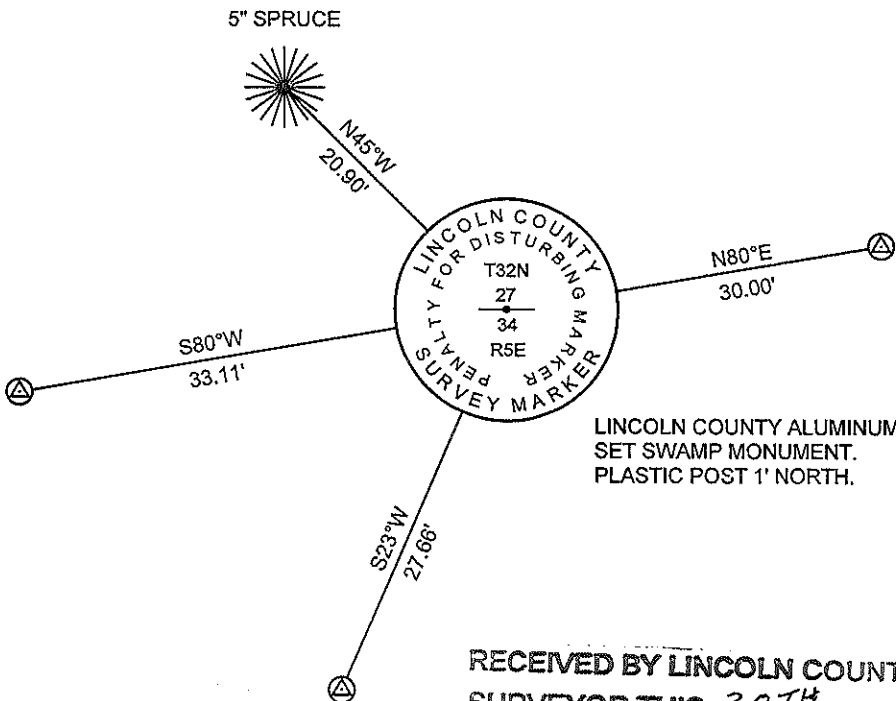 5" SPRUCE
N45°W
20.90'
LINCOLN COUNTY
PENALTY FOR DISTURBING MARKER
T32N
27
34
R5E
SURVEY MARKER
N80°E
30.00'
S80°W
33.11'
LINCOLN COUNTY ALUMINUM
SET SWAMP MONUMENT.
PLASTIC POST 1' NORTH.
S23°W
27.66'
RECEIVED BY LINCOLN COUNT
30TH